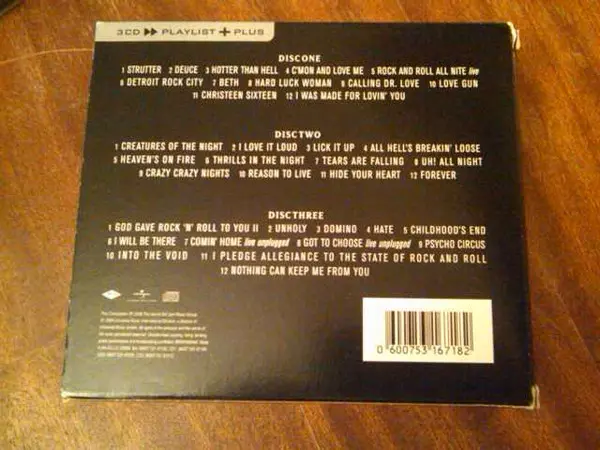 3CD PLAYLIST + PLUS
DISCONE
1 STRUTTER 2 DEUCE 3 HOTTER THAN HELL 4 C'MON AND LOVE ME 5 ROCK AND ROLL ALL NITE live
6 DETROIT ROCK CITY 7 BETH 8 HARD LUCK WOMAN 9 CALLING DR. LOVE 10 LOVE GUN
11 CHRISTEEN SIXTEEN 12 I WAS MADE FOR LOVIN' YOU
DISCTWO
1 CREATURES OF THE NIGHT 2 I LOVE IT LOUD 3 LICK IT UP 4 ALL HELL'S BREAKIN' LOOSE
5 HEAVEN'S ON FIRE 6 THRILLS IN THE NIGHT 7 TEARS ARE FALLING 8 UH! ALL NIGHT
9 CRAZY CRAZY NIGHTS 10 REASON TO LIVE 11 HIDE YOUR HEART 12 FOREVER
DISCTHREE
1 GOD GAVE ROCK 'N' ROLL TO YOU II 2 UNHOLY 3 DOMINO 4 HATE 5 CHILDHOOD'S END
6 I WILL BE THERE 7 COMIN' HOME live unplugged 8 GOT TO CHOOSE live unplugged 9 PSYCHO CIRCUS
10 INTO THE VOID 11 I PLEDGE ALLEGIANCE TO THE STATE OF ROCK AND ROLL
12 NOTHING CAN KEEP ME FROM YOU
0 600753 167182